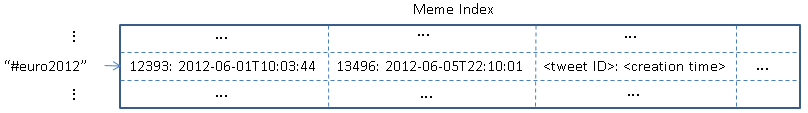 Meme Index
⋮ ... ... ...
“#euro2012” 12393: 2012-06-01T10:03:44 13496: 2012-06-05T22:10:01 <tweet ID>: <creation time> ...
⋮ ... ... ...